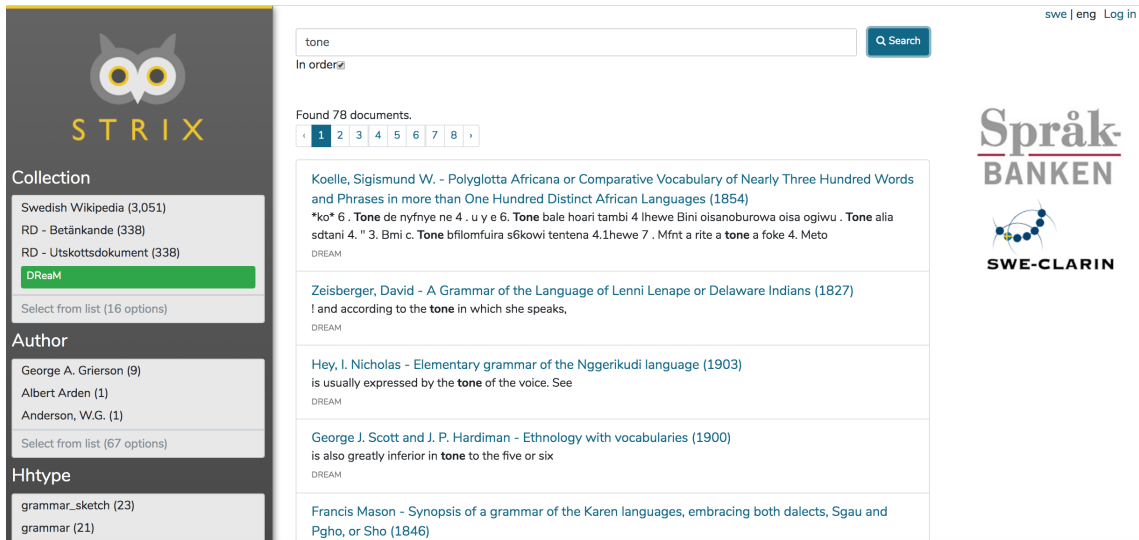 swe | eng Log in
STRIX
Collection
Swedish Wikipedia (3,051)
RD - Betänkande (338)
RD - Utskottsdokument (338)
DReaM
Select from list (16 options)
Author
George A. Grierson (9)
Albert Arden (1)
Anderson, W.G. (1)
Select from list (67 options)
Hhtype
grammar_sketch (23)
grammar (21)
tone
Search
In order
Found 78 documents.
‹ 1 2 3 4 5 6 7 8 ›
Koelle, Sigismund W. - Polyglotta Africana or Comparative Vocabulary of Nearly Three Hundred Words
and Phrases in more than One Hundred Distinct African Languages (1854)
*ko* 6 . Tone de nyfnye ne 4 . u y e 6. Tone bale hoari tambi 4 lhewe Bini oisanoburowa oisa ogiwu . Tone alia
sdtani 4. " 3. Bmi c. Tone bfilomfuira s6kowi tentena 4.1hewe 7 . Mfnt a rite a tone a foke 4. Meto
DREAM
Zeisberger, David - A Grammar of the Language of Lenni Lenape or Delaware Indians (1827)
! and according to the tone in which she speaks,
DREAM
Hey, I. Nicholas - Elementary grammar of the Nggerikudi language (1903)
is usually expressed by the tone of the voice. See
DREAM
George J. Scott and J. P. Hardiman - Ethnology with vocabularies (1900)
is also greatly inferior in tone to the five or six
DREAM
Francis Mason - Synopsis of a grammar of the Karen languages, embracing both dialects, Sgau and
Pgho, or Sho (1846)
Språk-
BANKEN
SWE-CLARIN